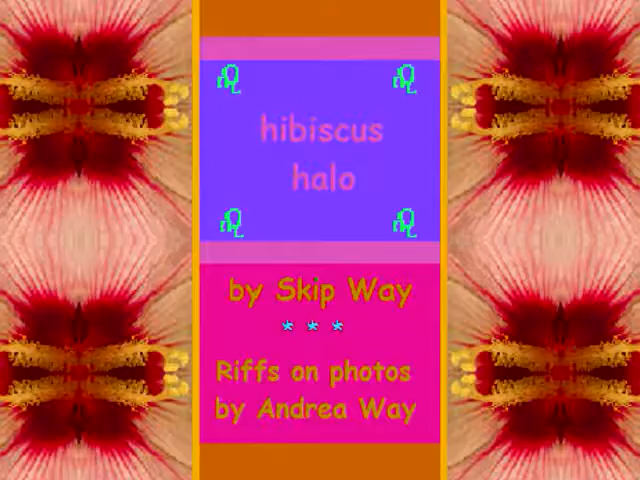 hibiscus
halo
by Skip Way
* * *
Riffs on photos
by Andrea Way